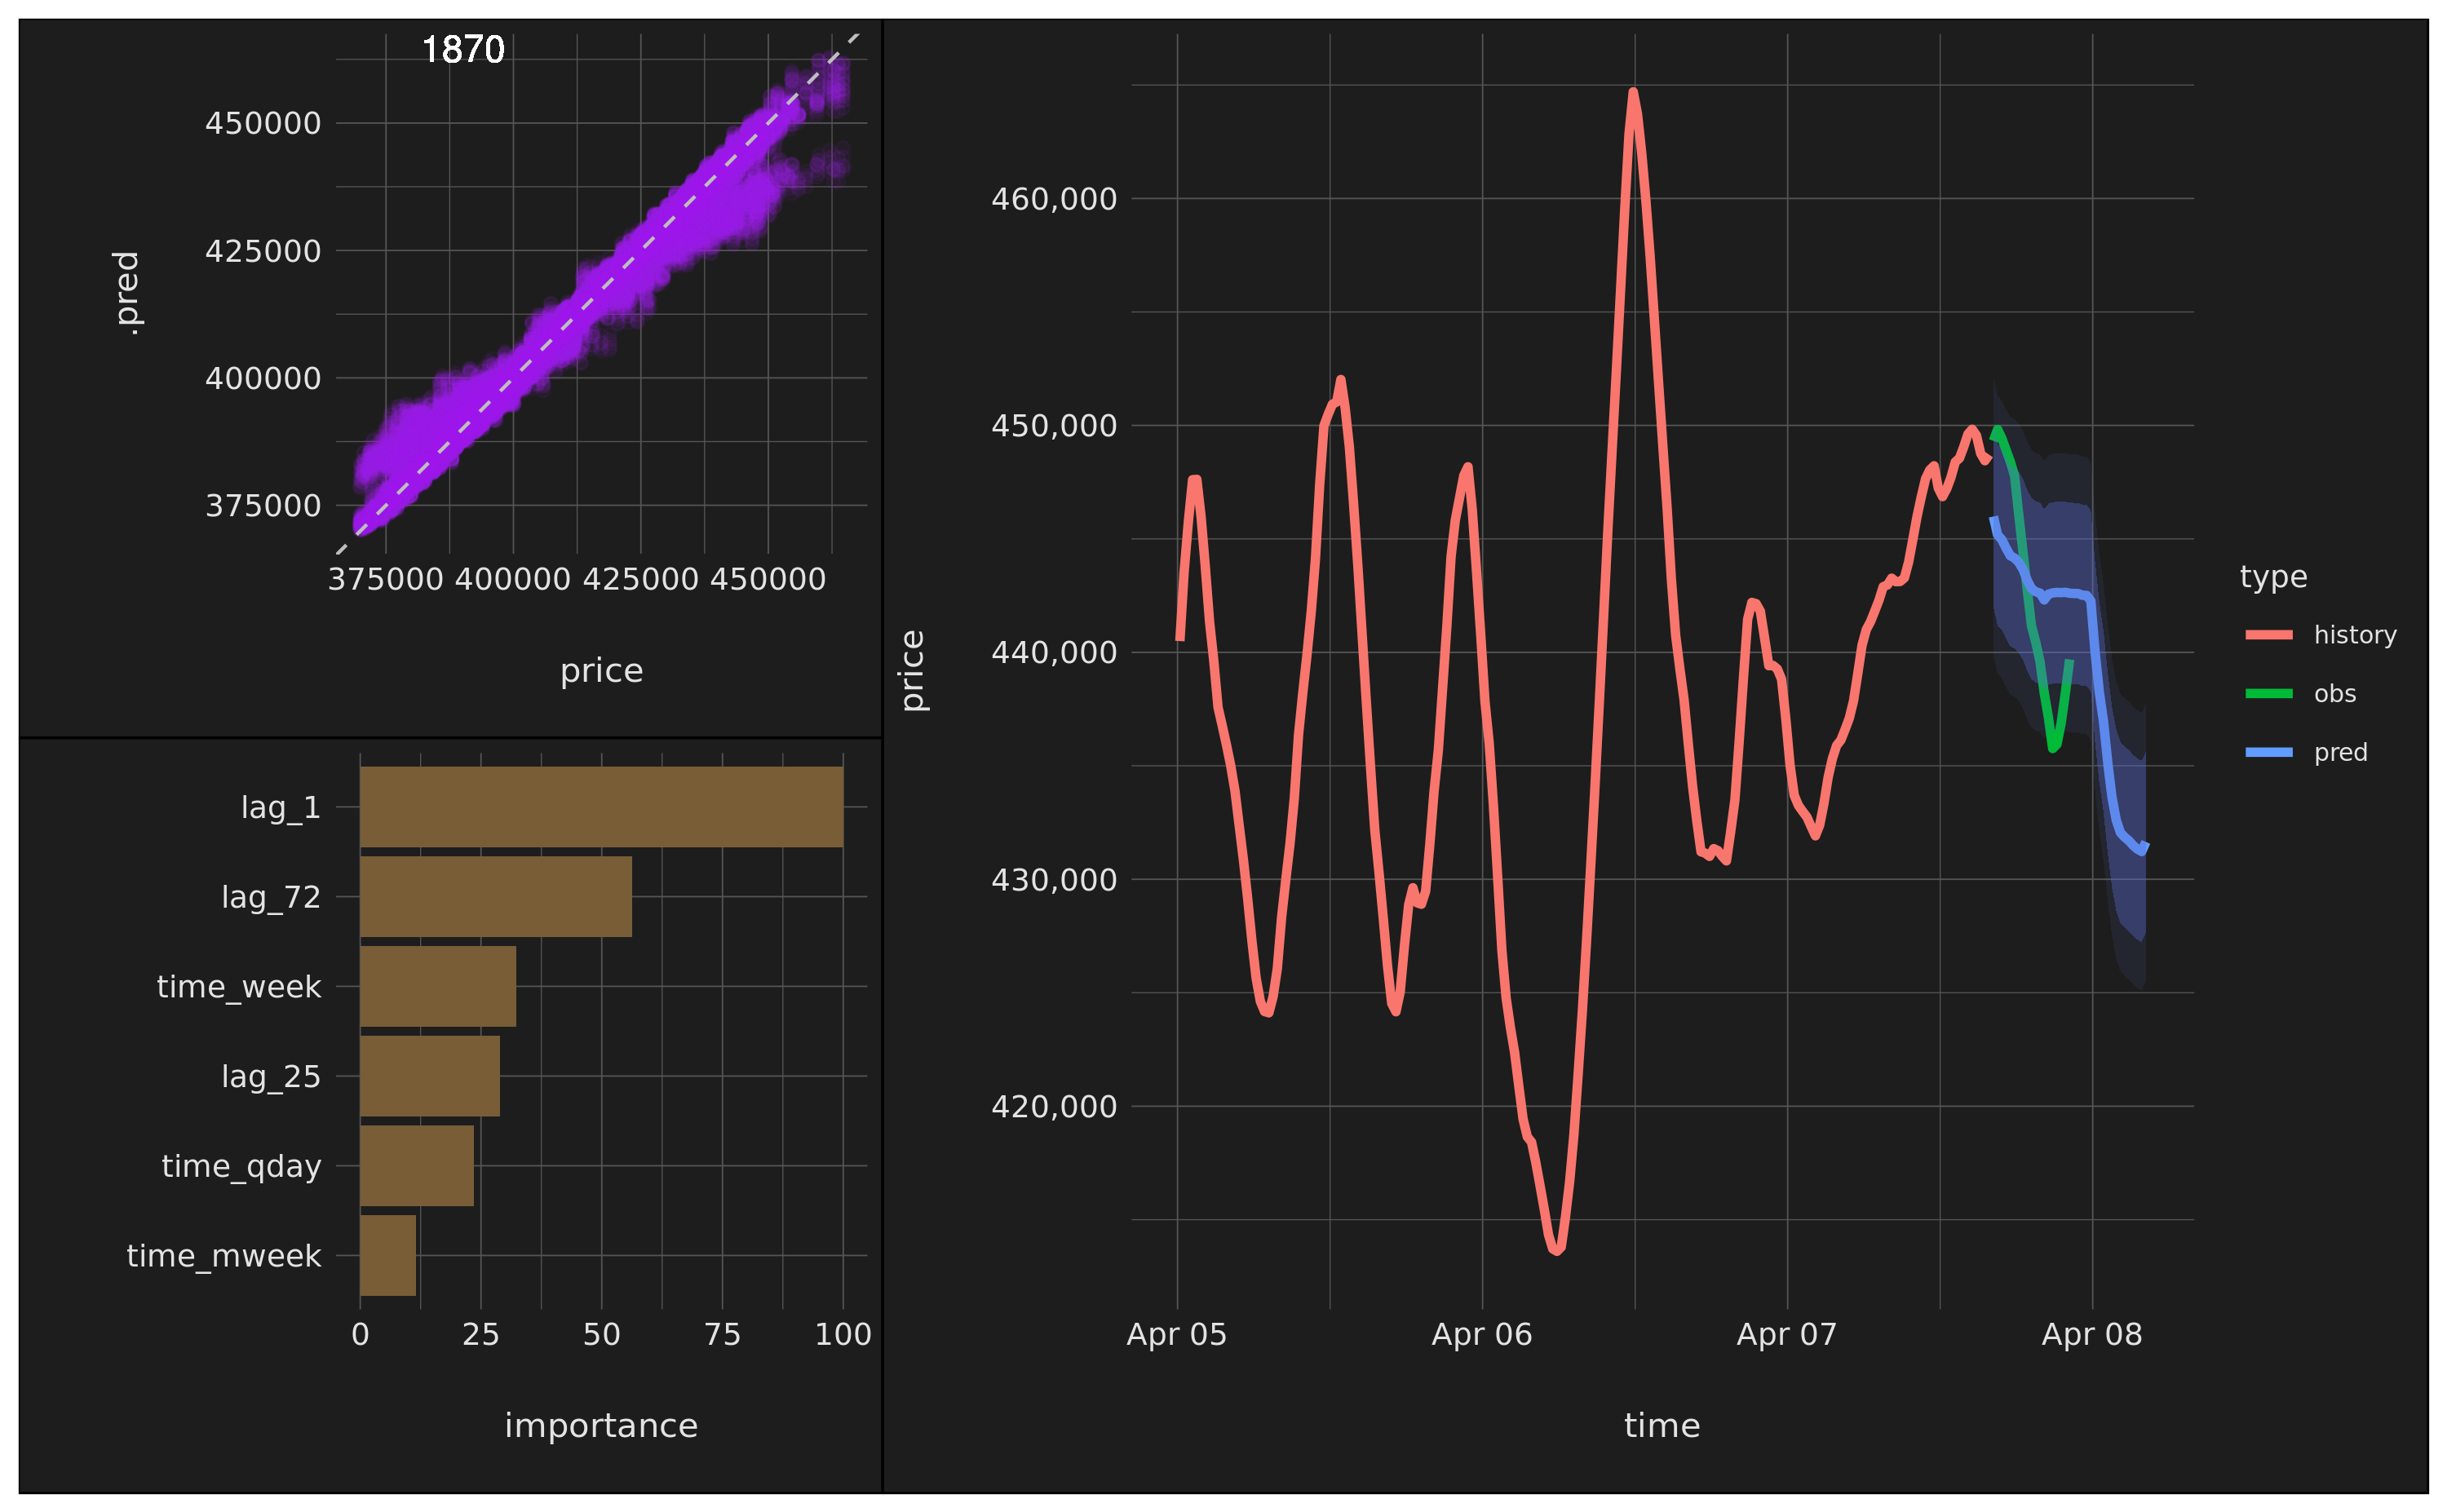 1870
450000
425000
400000
375000
.pred
375000 400000 425000 450000
price
lag_1
lag_72
time_week
lag_25
time_qday
time_mweek
0 25 50 75 100
importance
460,000
450,000
440,000
430,000
420,000
price
Apr 05 Apr 06 Apr 07 Apr 08
time
type
history
obs
pred